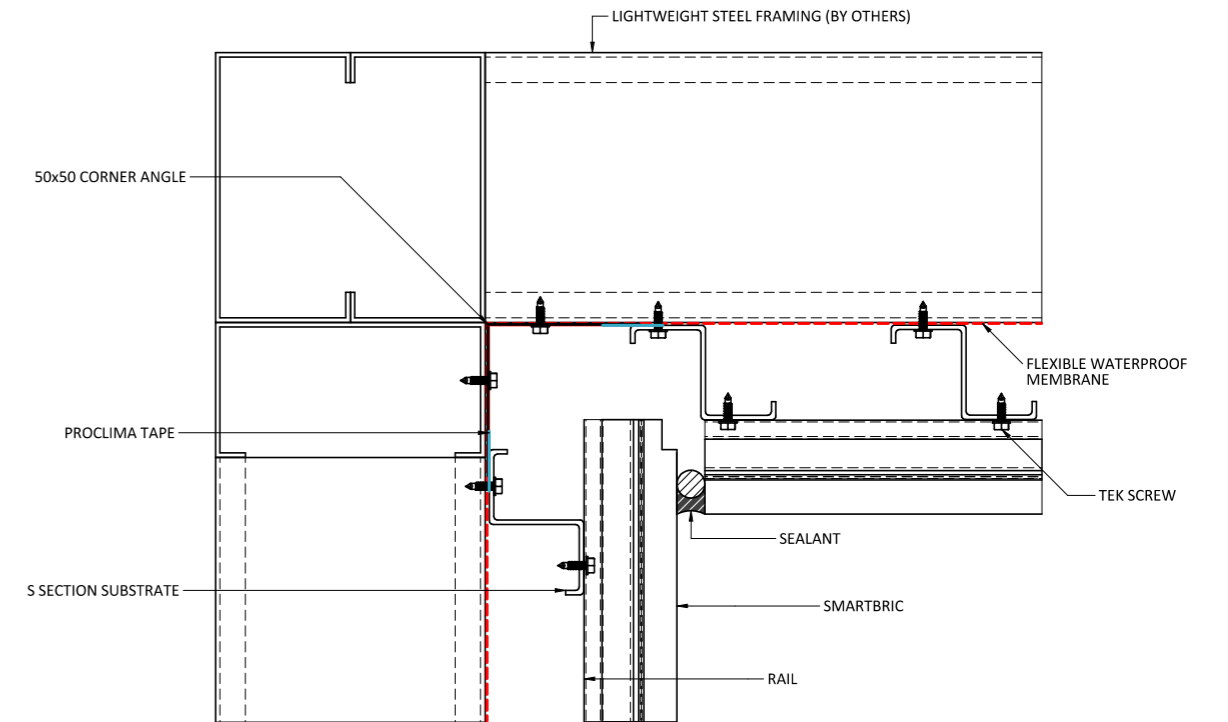 LIGHTWEIGHT STEEL FRAMING (BY OTHERS)
50x50 CORNER ANGLE
FLEXIBLE WATERPROOF
MEMBRANE
PROCLIMA TAPE
TEK SCREW
SEALANT
S SECTION SUBSTRATE
SMARTBRIC
RAIL